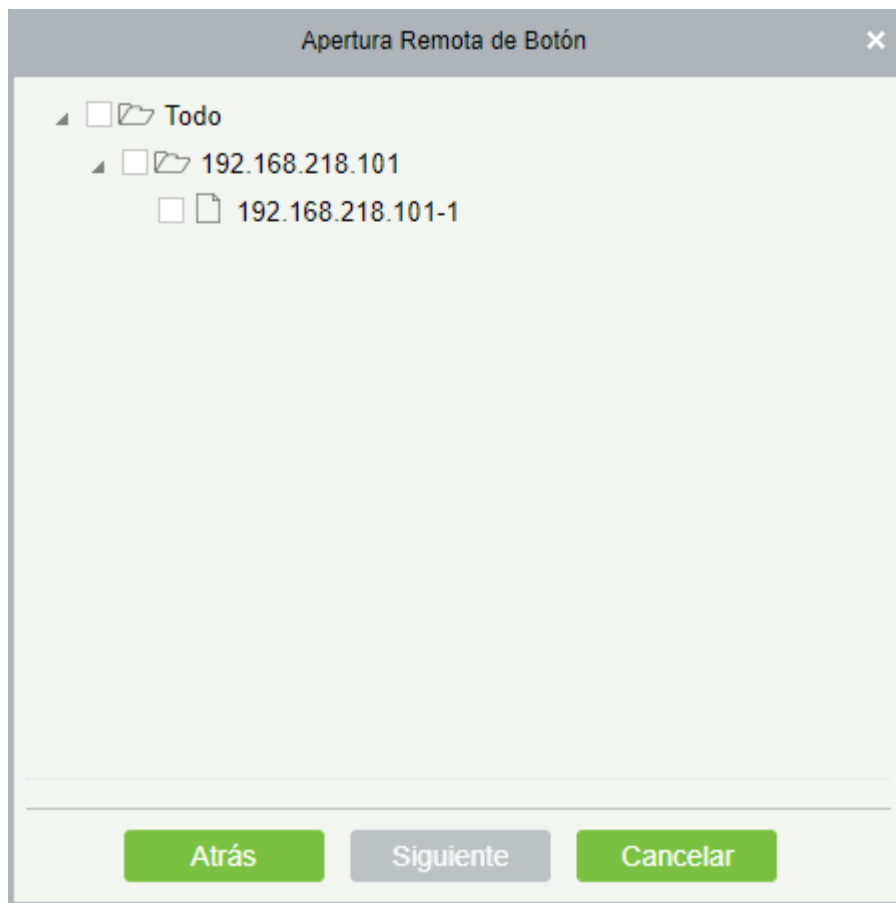 Apertura Remota de Botón
Todo
192.168.218.101
192.168.218.101-1
Atrás Siguiente Cancelar